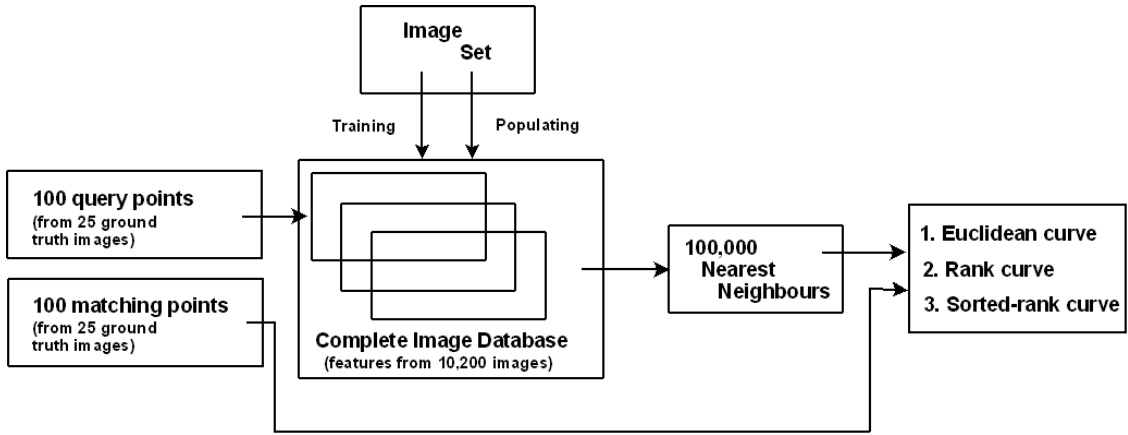 Image
Set
Training
Populating
100 query points
(from 25 ground
truth images)
100 matching points
(from 25 ground
truth images)
Complete Image Database
(features from 10,200 images)
100,000
Nearest
Neighbours
1. Euclidean curve
2. Rank curve
3. Sorted-rank curve